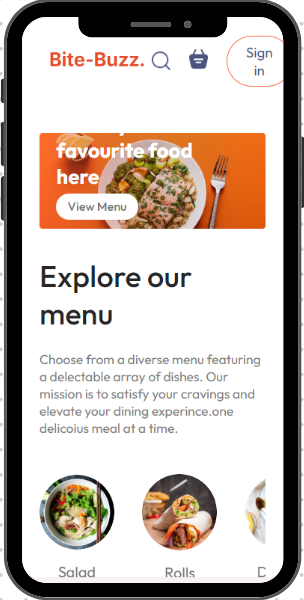 Bite-Buzz.
Sign
in
favourite food
here
View Menu
Explore our
menu
Choose from a diverse menu featuring
a delectable array of dishes. Our
mission is to satisfy your cravings and
elevate your dining experince.one
delicoius meal at a time.
Salad
Rolls
D